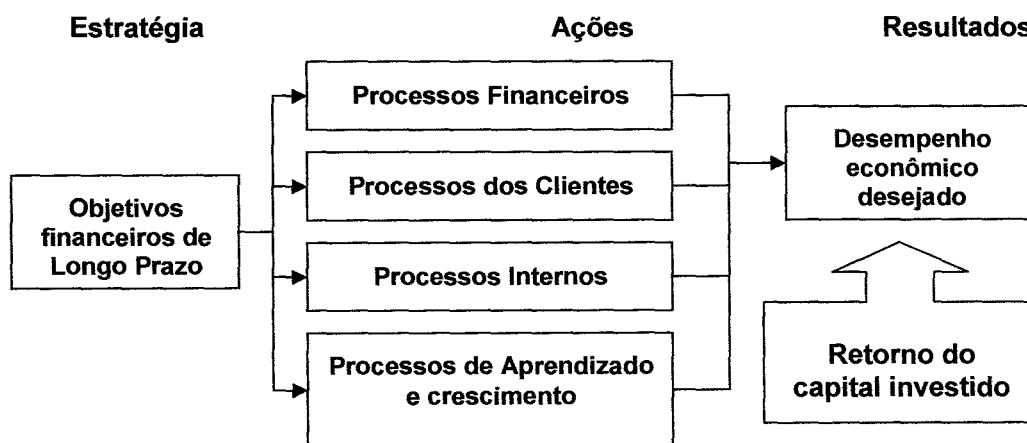 Estratégia
Ações
Resultados
Objetivos
financeiros de
Longo Prazo
Processos Financeiros
Processos dos Clientes
Processos Internos
Processos de Aprendizado
e crescimento
Desempenho
econômico
desejado
Retorno do
capital investido